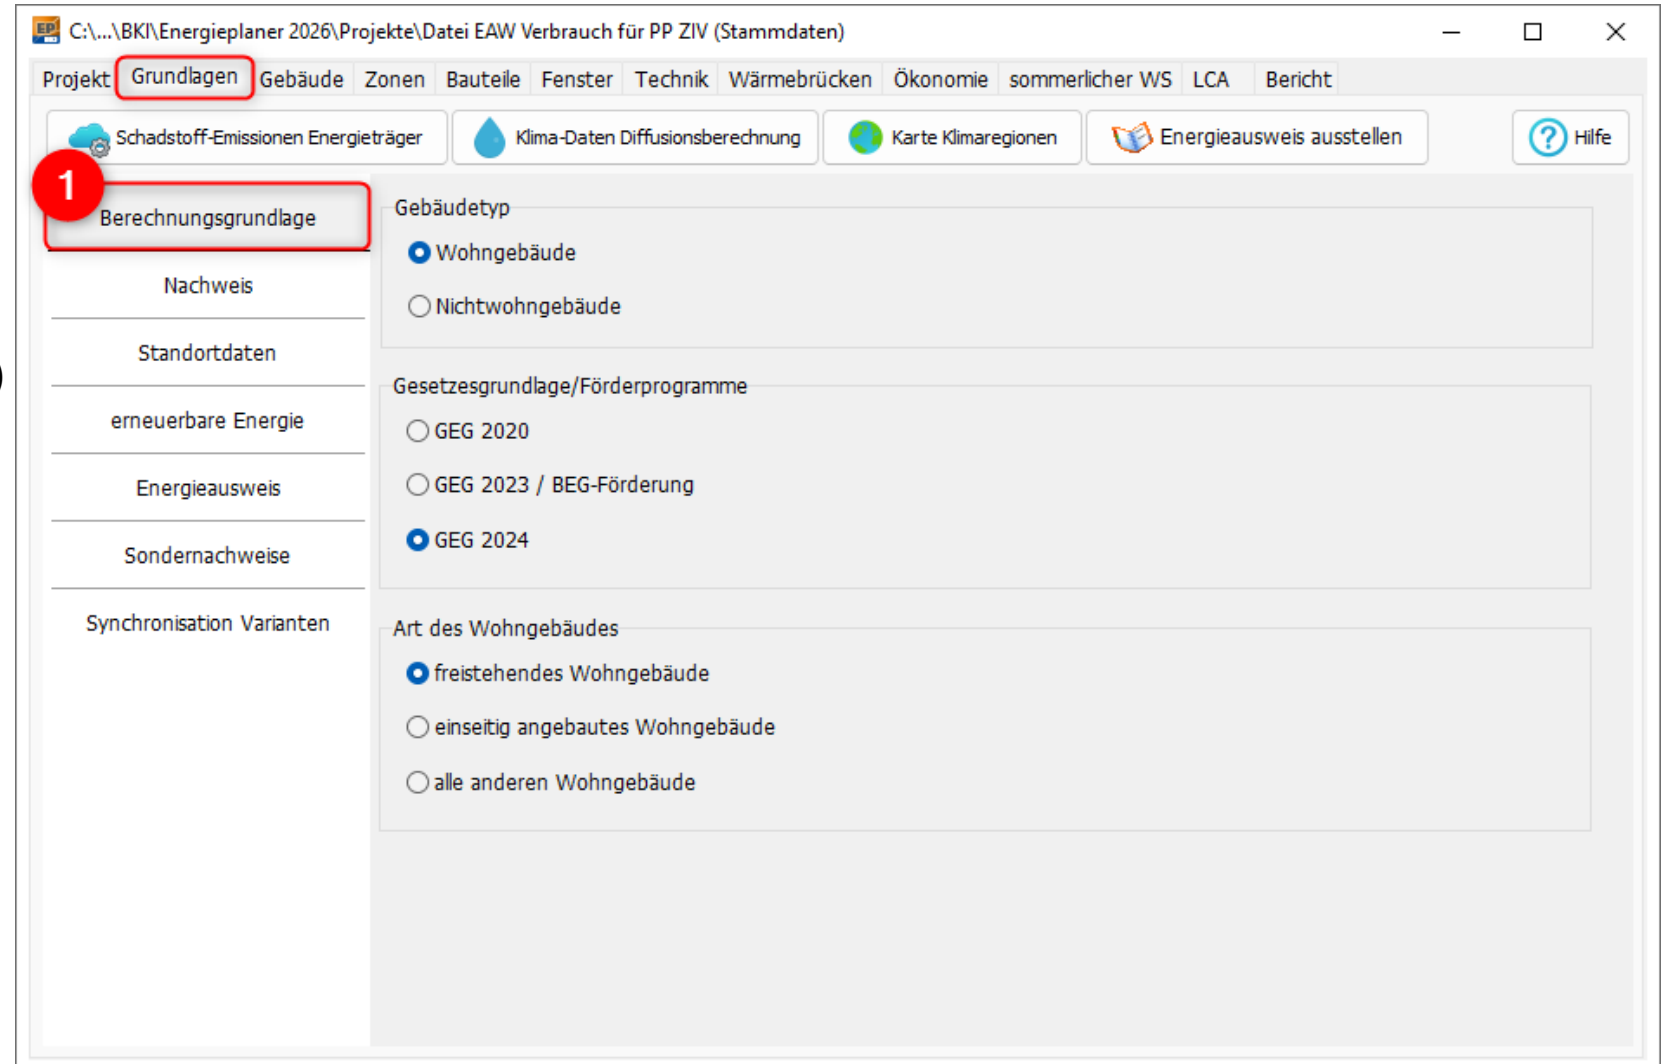 C:\...\BKI\Energieplaner 2026\Projekte\Datei EAW Verbrauch für PP ZIV (Stammdaten)
Projekt Grundlagen Gebäude Zonen Bauteile Fenster Technik Wärmebrücken Ökonomie sommerlicher WS LCA Bericht
Schadstoff-Emissionen Energieträger Klima-Daten Diffusionsberechnung Karte Klimaregionen Energieausweis ausstellen Hilfe
1
Berechnungsgrundlage
Nachweis
Standortdaten
erneuerbare Energie
Energieausweis
Sondernachweise
Synchronisation Varianten
Gebäudetyp
Wohngebäude
Nichtwohngebäude
Gesetzesgrundlage/Förderprogramme
GEG 2020
GEG 2023 / BEG-Förderung
GEG 2024
Art des Wohngebäudes
freistehendes Wohngebäude
einseitig angebautes Wohngebäude
alle anderen Wohngebäude
)